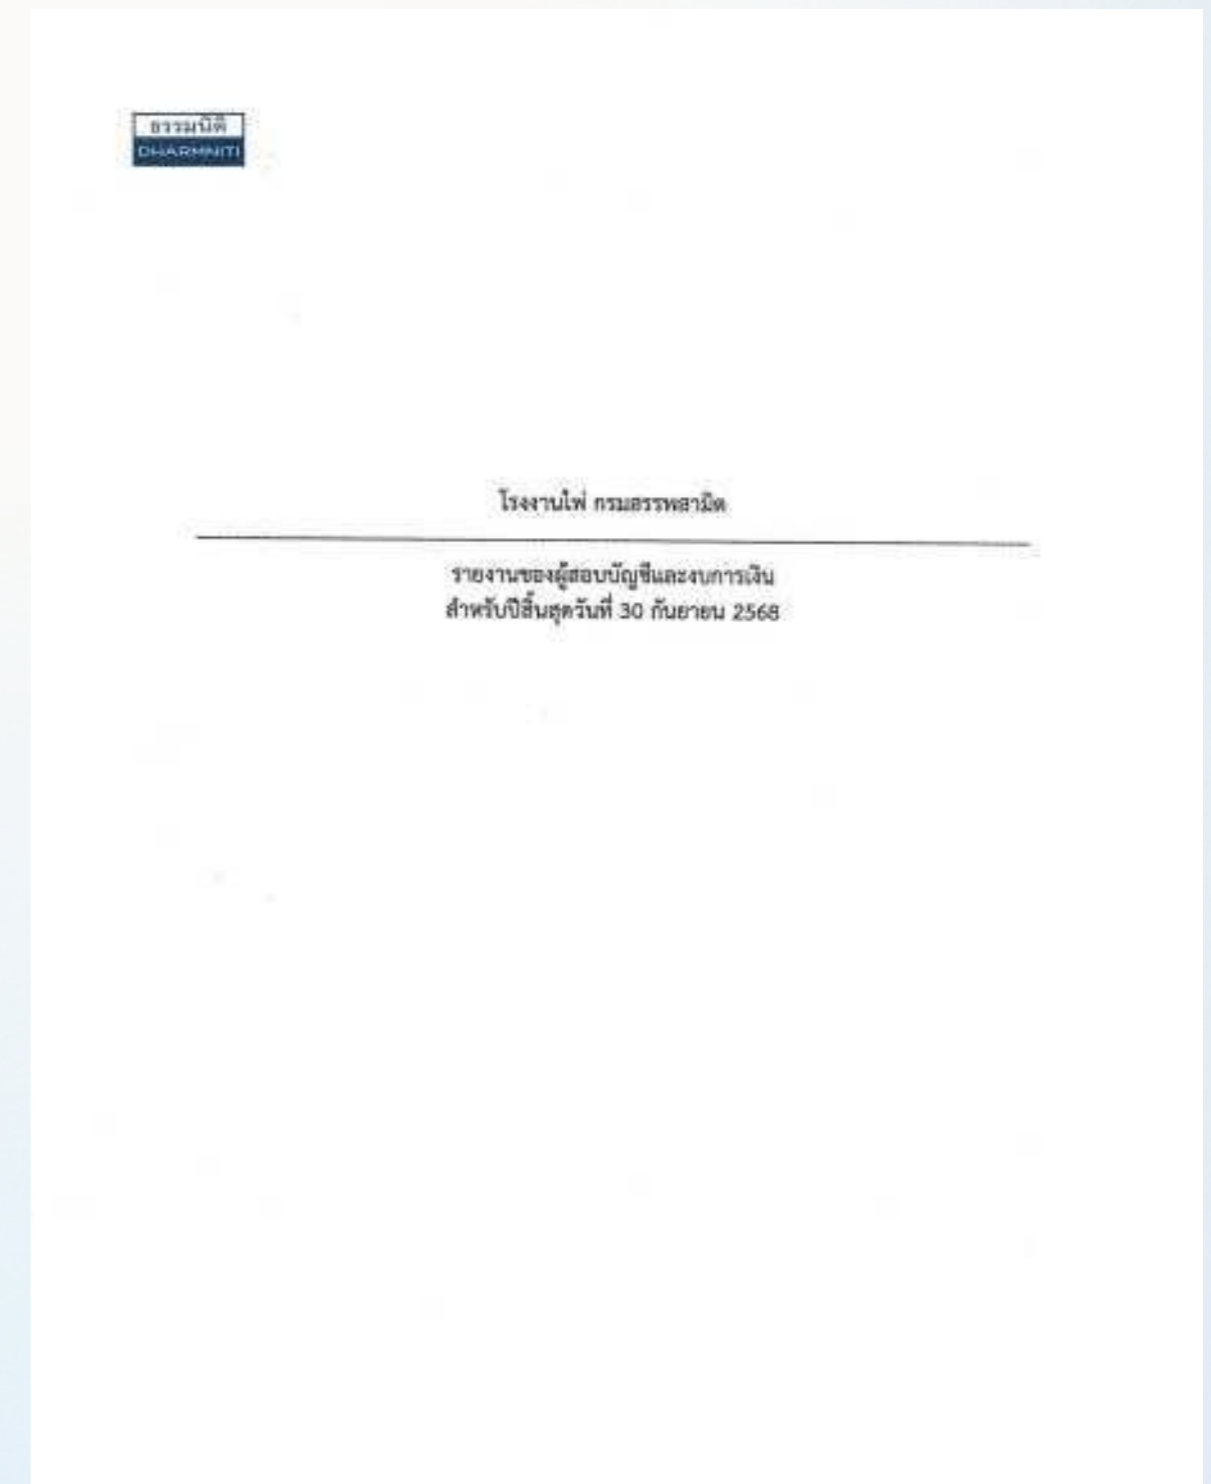 ธรรมนิติ
DHARMNITI
โรงงานไพ่ กรมสรรพสามิต
รายงานของผู้สอบบัญชีและงบการเงิน
สำหรับปีสิ้นสุดวันที่ 30 กันยายน 2568